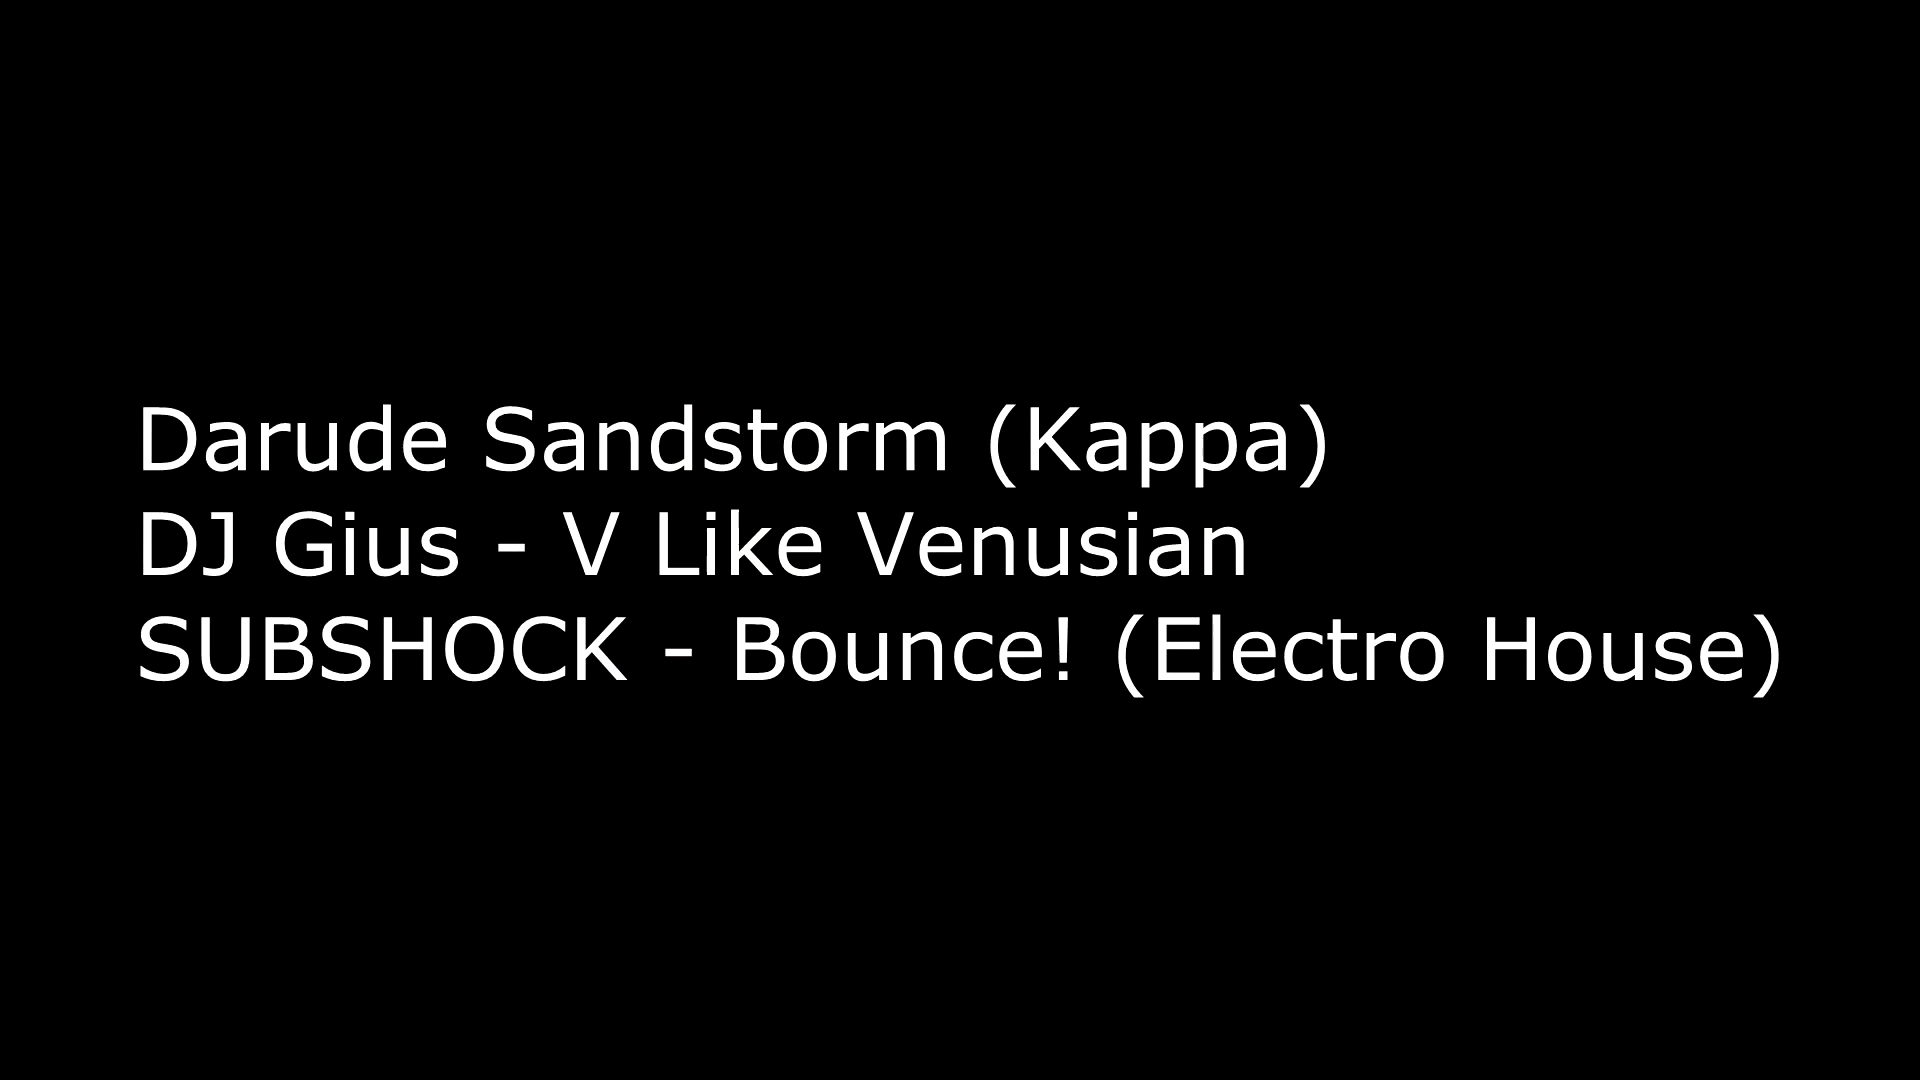 Darude Sandstorm (Kappa)
DJ Gius - V Like Venusian
SUBSHOCK - Bounce! (Electro House)